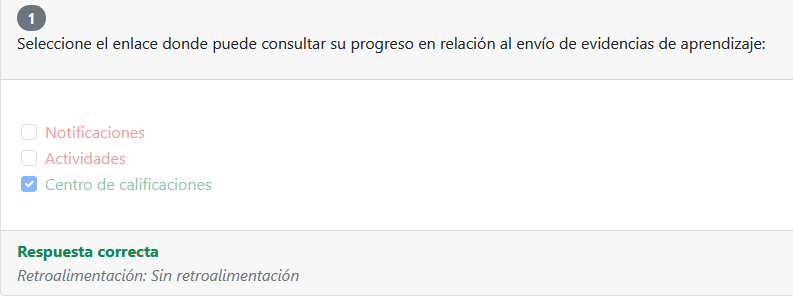 1
Seleccione el enlace donde puede consultar su progreso en relación al envío de evidencias de aprendizaje:
Notificaciones
Actividades
Centro de calificaciones
Respuesta correcta
Retroalimentación: Sin retroalimentación